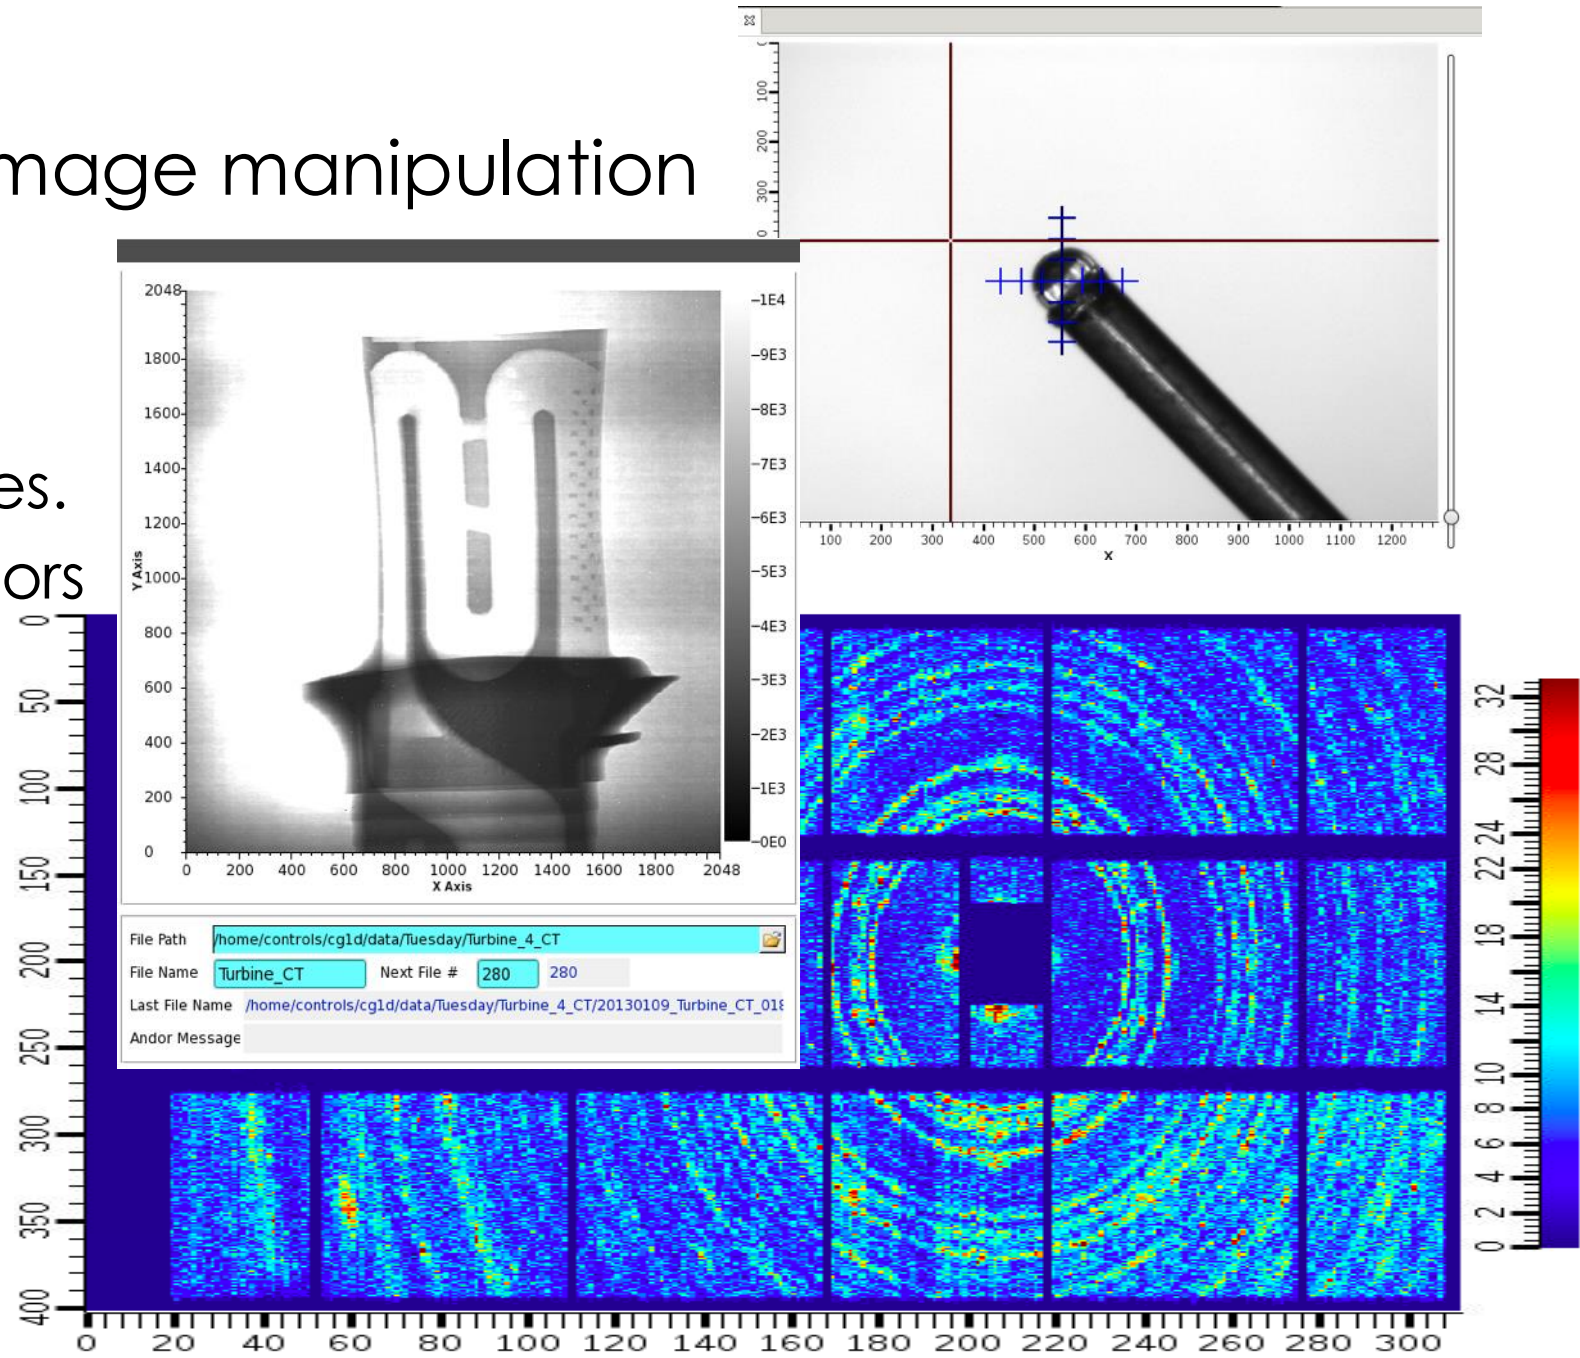 mage manipulation
es.
ors
0
100
200
300
0
100 200 300 400 500 600 700 800 900 1000 1100 1200
X
2048
1800
1600
1400
1200
1000
800
600
400
200
0
Y Axis
0 200 400 600 800 1000 1200 1400 1600 1800 2048
X Axis
1E4
9E3
8E3
7E3
6E3
5E3
4E3
3E3
2E3
1E3
0E0
File Path /home/controls/cg1d/data/Tuesday/Turbine_4_CT
File Name Turbine_CT Next File # 280 280
Last File Name /home/controls/cg1d/data/Tuesday/Turbine_4_CT/20130109_Turbine_CT_018
Andor Message
0
50
100
150
200
250
300
350
400
0 20 40 60 80 100 120 140 160 180 200 220 240 260 280 300
32
28
24
22
18
14
10
8
6
4
2
0